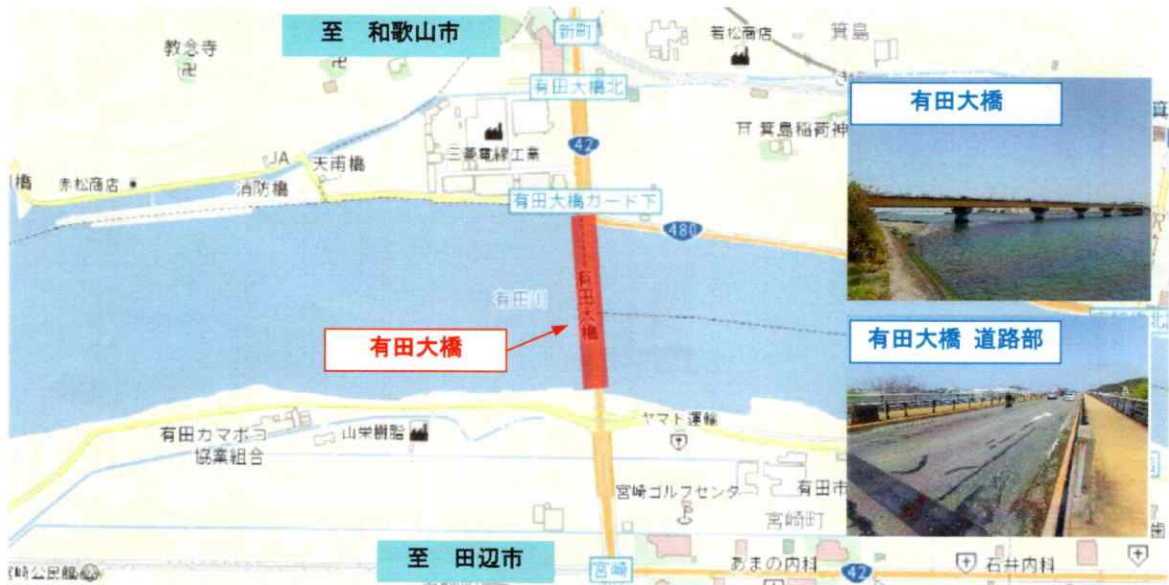 至 和歌山市
新町
若松商店
箕島
教念寺
有田大橋北
有田大橋
42
三菱電線工業
JA
天甫橋
赤松商店
消防橋
有田大橋ガード下
480
有田川
有田大橋
有田大橋
有田大橋 道路部
ヤマト運輸
有田カマボコ
協業組合
山栄樹脂
宮崎ゴルフセンタ
有田市
宮崎町
至 田辺市
宮崎
あまの内科
42
石井内科
歯